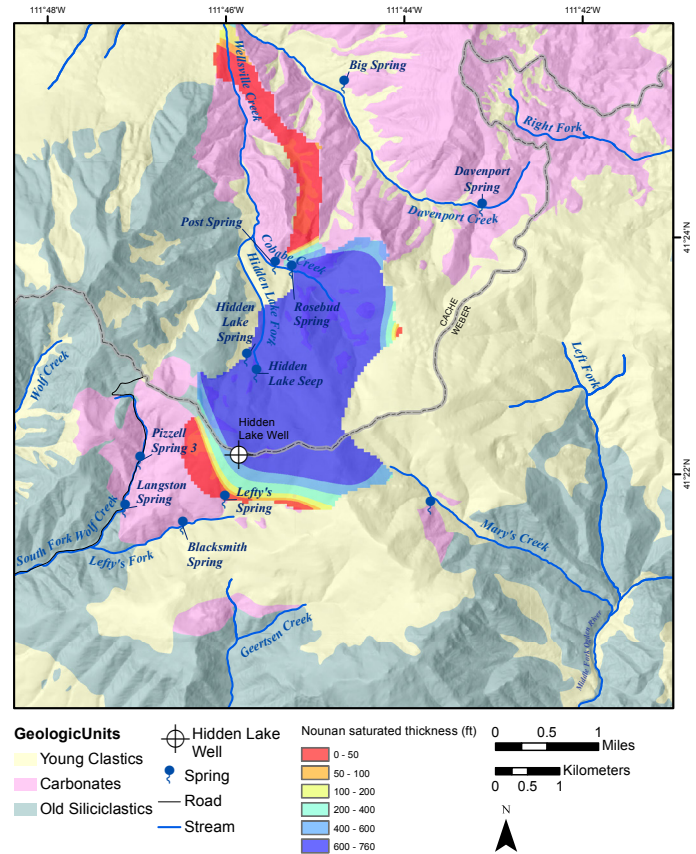 111°48'W
111°46'W
111°44'W
111°42'W
Wellsville Creek
Big Spring
Right Fork
Davenport
Spring
Davenport Creek
Post Spring
Cobabe Creek
41°24'N
Hidden Lake Fork
Rosebud
Spring
Hidden
Lake
Spring
CACHE
WEBER
Hidden
Lake Seep
Left Fork
Wolf Creek
Hidden
Lake Well
Pizzell
Spring 3
41°22'N
Langston
Spring
Lefty's
Spring
South Fork Wolf Creek
Mary's Creek
Lefty's Fork
Blacksmith
Spring
Geertsen Creek
Middle Fork Ogden River
GeologicUnits
Young Clastics
Carbonates
Old Siliciclastics
Hidden Lake
Well
Spring
Road
Stream
Nounan saturated thickness (ft)
0 - 50
50 - 100
100 - 200
200 - 400
400 - 600
600 - 760
0 0.5 1
Miles
Kilometers
0 0.5 1
N